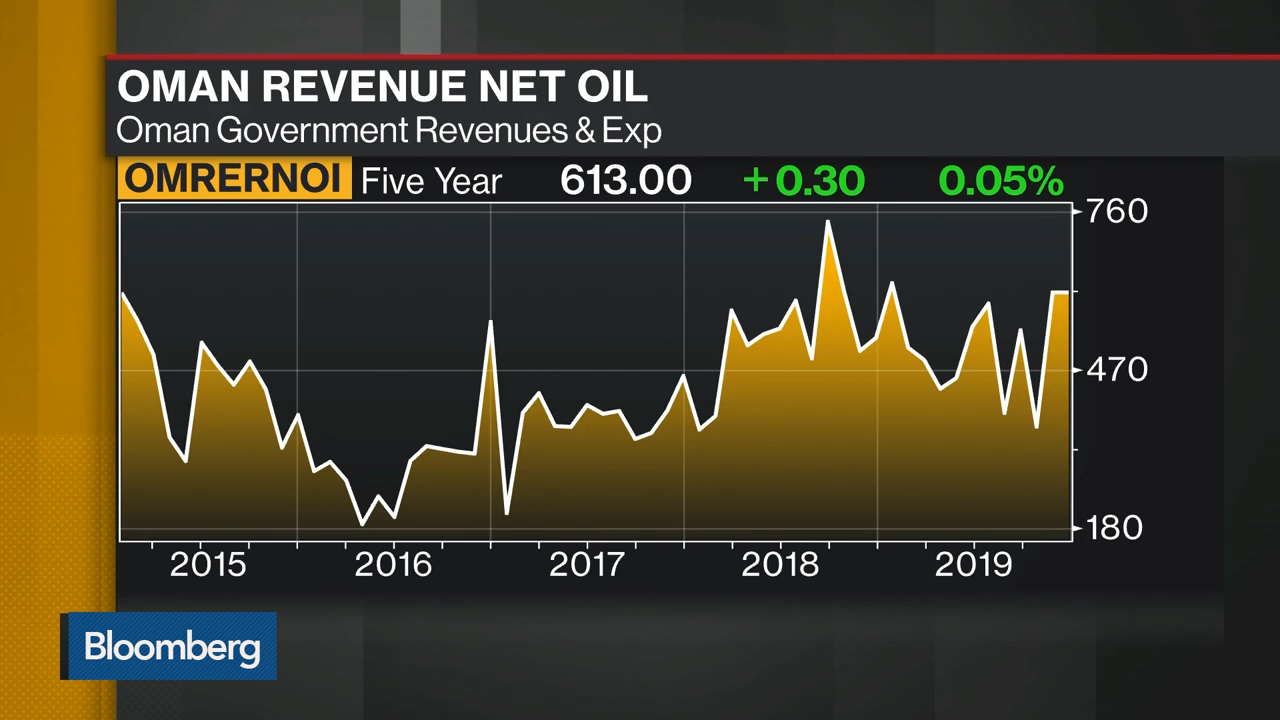 OMAN REVENUE NET OIL
Oman Government Revenues & Exp
OMRERNOI Five Year 613.00 +0.30 0.05%
760
470
180
2015 2016 2017 2018 2019
Bloomberg